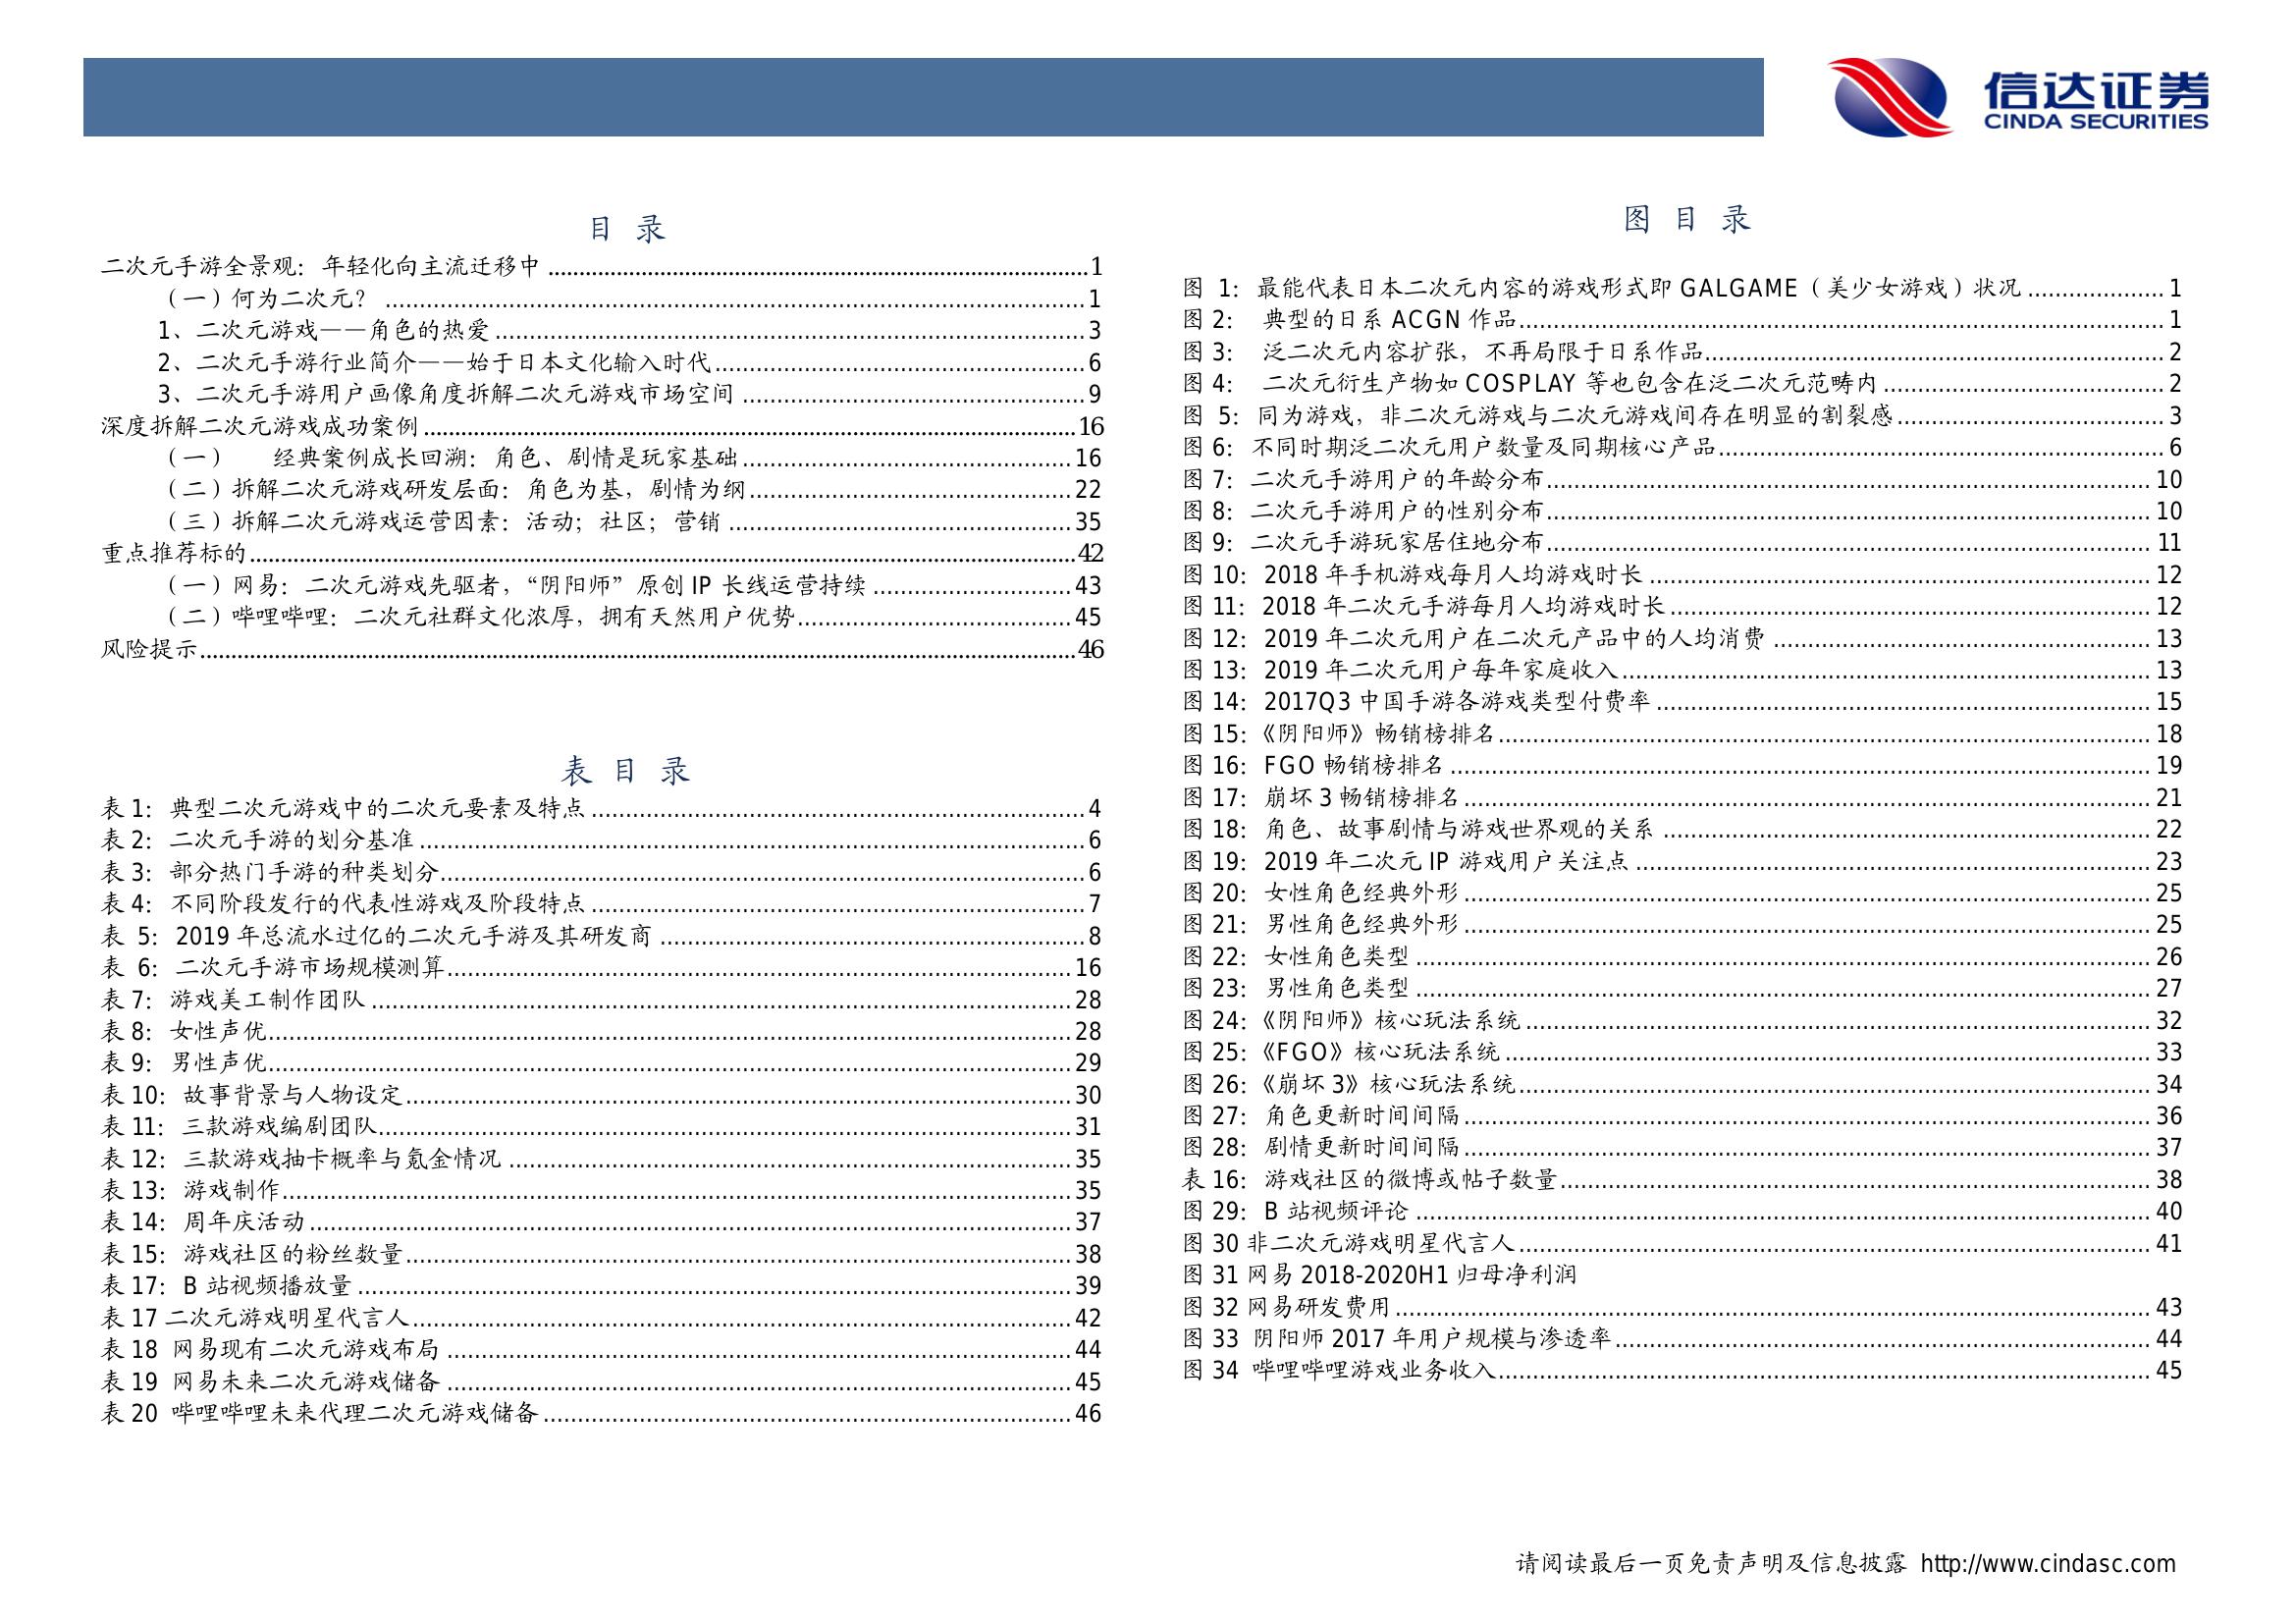 信达证券
CINDA SECURITIES
目 录
二次元手游全景观：年轻化向主流迁移中 ........ 1
（一）何为二次元？ ........ 1
1、二次元游戏——角色的热爱 ........ 3
2、二次元手游行业简介——始于日本文化输入时代 ........ 6
3、二次元手游用户画像角度拆解二次元游戏市场空间 ........ 9
深度拆解二次元游戏成功案例 ........ 16
（一） 经典案例成长回溯：角色、剧情是玩家基础 ........ 16
（二）拆解二次元游戏研发层面：角色为基，剧情为纲 ........ 22
（三）拆解二次元游戏运营因素：活动；社区；营销 ........ 35
重点推荐标的 ........ 42
（一）网易：二次元游戏先驱者，“阴阳师”原创 IP 长线运营持续 ........ 43
（二）哔哩哔哩：二次元社群文化浓厚，拥有天然用户优势 ........ 45
风险提示 ........ 46
表 目 录
表 1：典型二次元游戏中的二次元要素及特点 ........ 4
表 2：二次元手游的划分基准 ........ 6
表 3：部分热门手游的种类划分 ........ 6
表 4：不同阶段发行的代表性游戏及阶段特点 ........ 7
表 5：2019 年总流水过亿的二次元手游及其研发商 ........ 8
表 6：二次元手游市场规模测算 ........ 16
表 7：游戏美工制作团队 ........ 28
表 8：女性声优 ........ 28
表 9：男性声优 ........ 29
表 10：故事背景与人物设定 ........ 30
表 11：三款游戏编剧团队 ........ 31
表 12：三款游戏抽卡概率与氪金情况 ........ 35
表 13：游戏制作 ........ 35
表 14：周年庆活动 ........ 37
表 15：游戏社区的粉丝数量 ........ 38
表 17：B 站视频播放量 ........ 39
表 17 二次元游戏明星代言人 ........ 42
表 18 网易现有二次元游戏布局 ........ 44
表 19 网易未来二次元游戏储备 ........ 45
表 20 哔哩哔哩未来代理二次元游戏储备 ........ 46
图 目 录
图 1：最能代表日本二次元内容的游戏形式即 GALGAME（美少女游戏）状况 ........ 1
图 2： 典型的日系 ACGN 作品 ........ 1
图 3： 泛二次元内容扩张，不再局限于日系作品 ........ 2
图 4： 二次元衍生产物如 COSPLAY 等也包含在泛二次元范畴内 ........ 2
图 5：同为游戏，非二次元游戏与二次元游戏间存在明显的割裂感 ........ 3
图 6：不同时期泛二次元用户数量及同期核心产品 ........ 6
图 7：二次元手游用户的年龄分布 ........ 10
图 8：二次元手游用户的性别分布 ........ 10
图 9：二次元手游玩家居住地分布 ........ 11
图 10：2018 年手机游戏每月人均游戏时长 ........ 12
图 11：2018 年二次元手游每月人均游戏时长 ........ 12
图 12：2019 年二次元用户在二次元产品中的人均消费 ........ 13
图 13：2019 年二次元用户每年家庭收入 ........ 13
图 14：2017Q3 中国手游各游戏类型付费率 ........ 15
图 15：《阴阳师》畅销榜排名 ........ 18
图 16：FGO 畅销榜排名 ........ 19
图 17：崩坏 3 畅销榜排名 ........ 21
图 18：角色、故事剧情与游戏世界观的关系 ........ 22
图 19：2019 年二次元 IP 游戏用户关注点 ........ 23
图 20：女性角色经典外形 ........ 25
图 21：男性角色经典外形 ........ 25
图 22：女性角色类型 ........ 26
图 23：男性角色类型 ........ 27
图 24：《阴阳师》核心玩法系统 ........ 32
图 25：《FGO》核心玩法系统 ........ 33
图 26：《崩坏 3》核心玩法系统 ........ 34
图 27：角色更新时间间隔 ........ 36
图 28：剧情更新时间间隔 ........ 37
表 16：游戏社区的微博或帖子数量 ........ 38
图 29：B 站视频评论 ........ 40
图 30 非二次元游戏明星代言人 ........ 41
图 31 网易 2018-2020H1 归母净利润
图 32 网易研发费用 ........ 43
图 33 阴阳师 2017 年用户规模与渗透率 ........ 44
图 34 哔哩哔哩游戏业务收入 ........ 45
请阅读最后一页免责声明及信息披露 http://www.cindasc.com